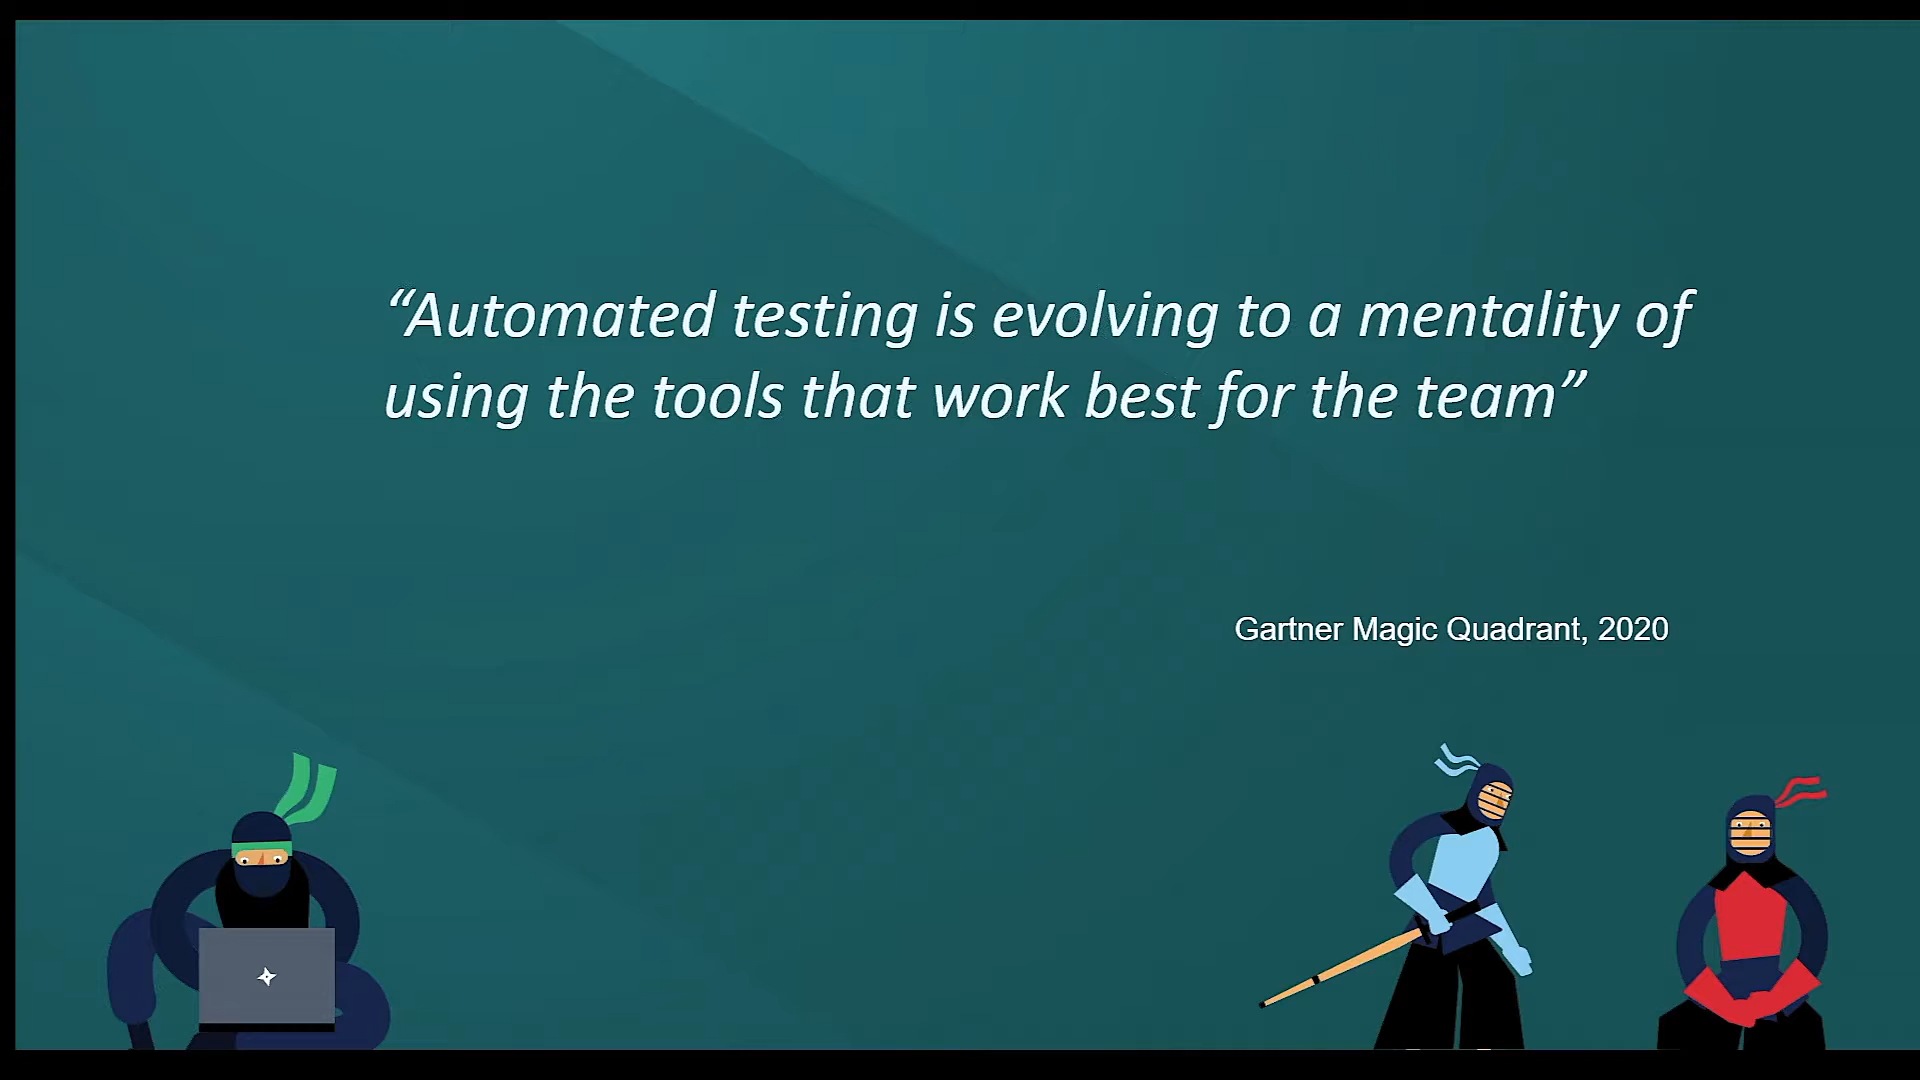 “Automated testing is evolving to a mentality of
using the tools that work best for the team”
Gartner Magic Quadrant, 2020